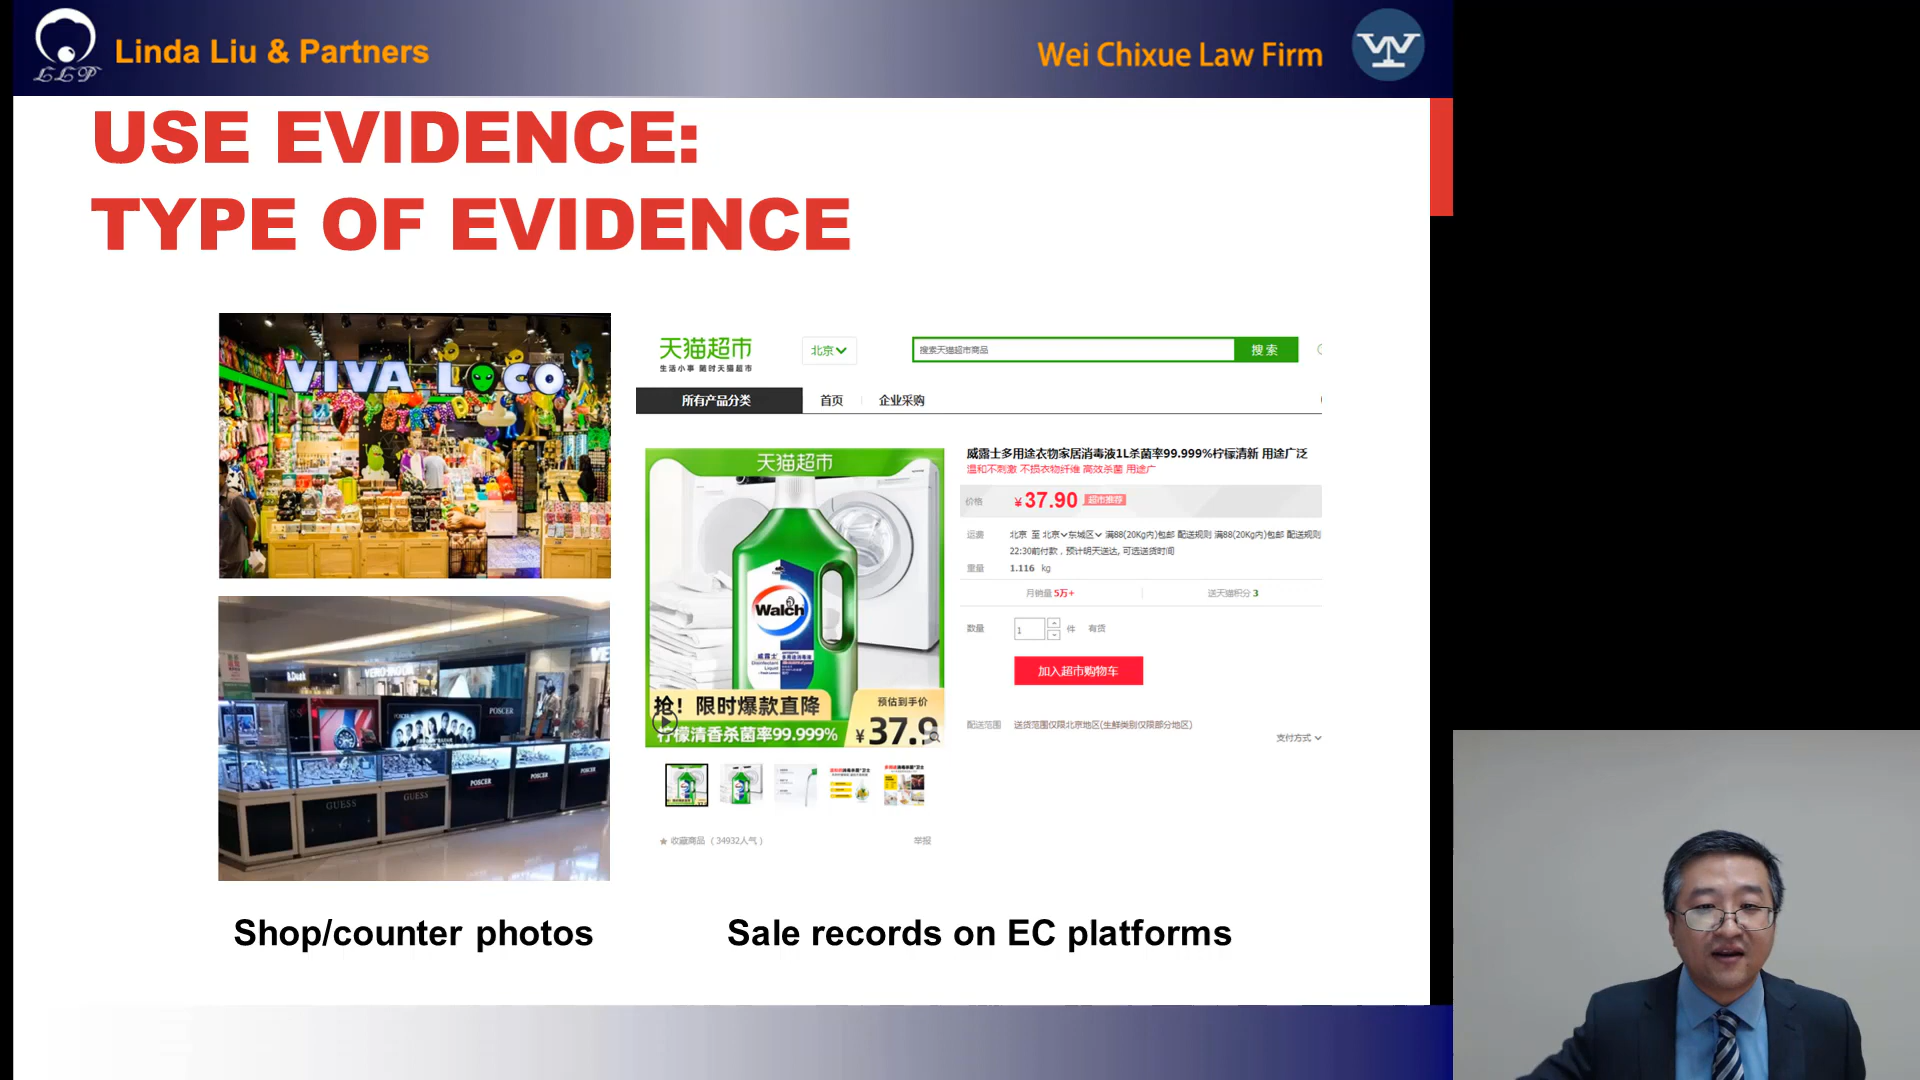 LLP
Linda Liu & Partners
Wei Chixue Law Firm
USE EVIDENCE:
TYPE OF EVIDENCE
VIVA LOCO
VERO MODA
POSCER
POSCER
POSCER
POSCER
GUESS
GUESS
Shop/counter photos
天猫超市
生活小事 随时天猫超市
北京
搜索天猫超市商品
搜 索
所有产品分类
首页
企业采购
天猫超市
Walch
威露士
抢！限时爆款直降
柠檬清香杀菌率99.999%
预估到手价
¥37.9
威露士多用途衣物家居消毒液1L杀菌率99.999%柠檬清新 用途广泛
温和不刺激 不损衣物纤维 高效杀菌 用途广
价格 ¥37.90 超市推荐
运费 北京 至 北京 东城区 满88(20Kg内)包邮 配送规则 满88(20Kg内)包邮 配送规则
22:30前付款，预计明天送达, 可选送货时间
重量 1.116 kg
月销量 5万+ 送天猫积分 3
数量 1 件 有货
加入超市购物车
配送范围 送货范围仅限北京地区(生鲜类别仅限部分地区)
支付方式
收藏商品 (34932人气) 举报
Sale records on EC platforms